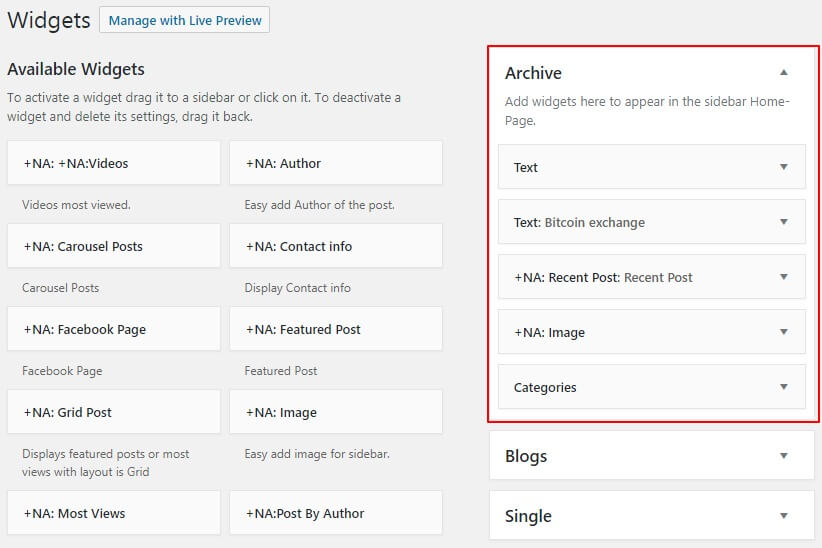 Widgets
Manage with Live Preview
Available Widgets
To activate a widget drag it to a sidebar or click on it. To deactivate a
widget and delete its settings, drag it back.
+NA: +NA:Videos
+NA: Author
Videos most viewed.
Easy add Author of the post.
+NA: Carousel Posts
+NA: Contact info
Carousel Posts
Display Contact info
+NA: Facebook Page
+NA: Featured Post
Facebook Page
Featured Post
+NA: Grid Post
+NA: Image
Displays featured posts or most
views with layout is Grid
Easy add image for sidebar.
+NA: Most Views
+NA:Post By Author
Archive
Add widgets here to appear in the sidebar Home-
Page.
Text
Text: Bitcoin exchange
+NA: Recent Post: Recent Post
+NA: Image
Categories
Blogs
Single